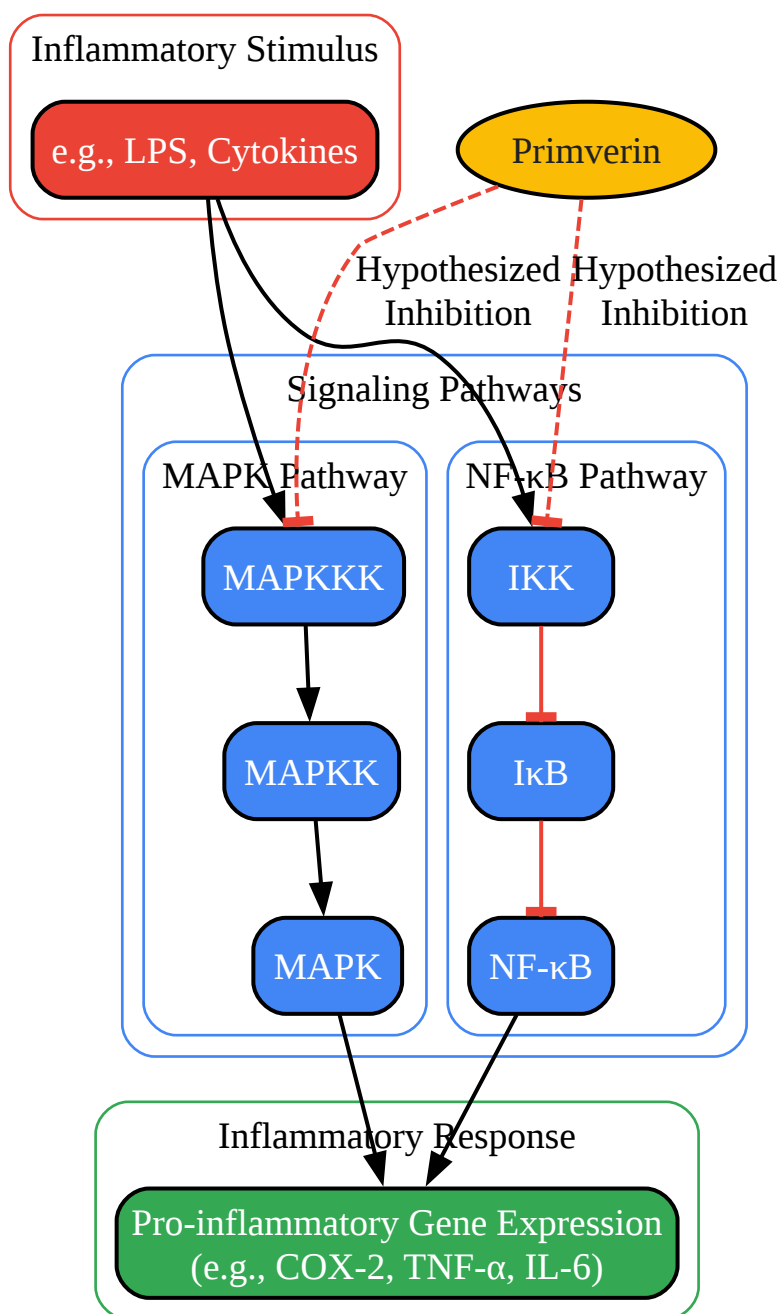 Inflammatory Stimulus
e.g., LPS, Cytokines
Primverin
Hypothesized
Inhibition
Hypothesized
Inhibition
Signaling Pathways
MAPK Pathway
NF-κB Pathway
MAPKKK
IKK
MAPKK
IκB
MAPK
NF-κB
Inflammatory Response
Pro-inflammatory Gene Expression
(e.g., COX-2, TNF-α, IL-6)